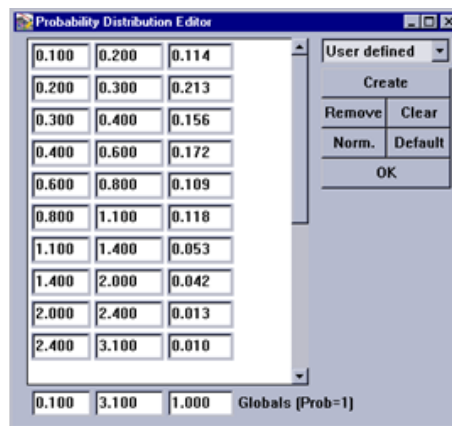 Probability Distribution Editor
0.100 0.200 0.114
0.200 0.300 0.213
0.300 0.400 0.156
0.400 0.600 0.172
0.600 0.800 0.109
0.800 1.100 0.118
1.100 1.400 0.053
1.400 2.000 0.042
2.000 2.400 0.013
2.400 3.100 0.010
User defined
Create
Remove Clear
Norm. Default
OK
0.100 3.100 1.000 Globals (Prob=1)